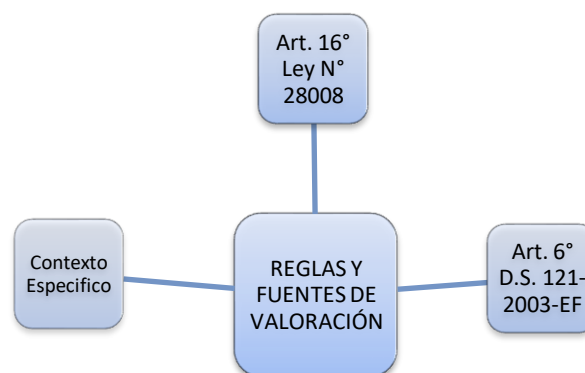 Art. 16°
Ley N°
28008
Contexto
Especifico
REGLAS Y
FUENTES DE
VALORACIÓN
Art. 6°
D.S. 121-
2003-EF